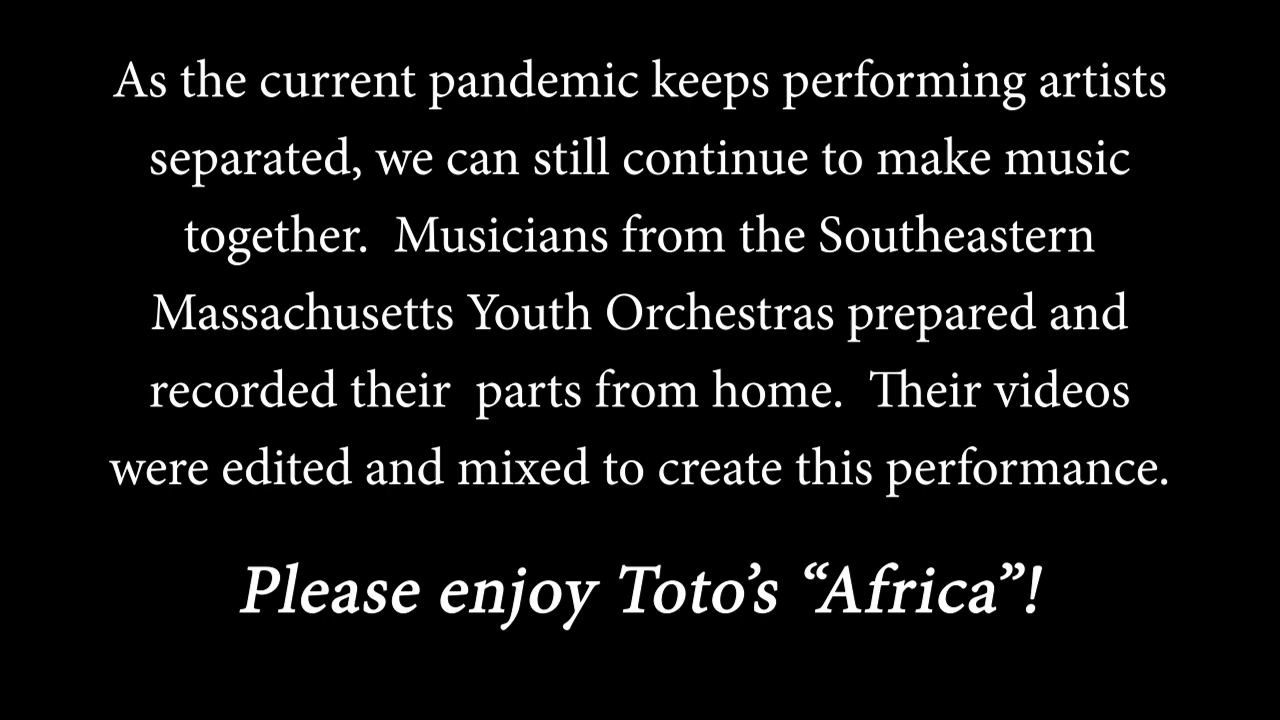 As the current pandemic keeps performing artists
separated, we can still continue to make music
together.  Musicians from the Southeastern
Massachusetts Youth Orchestras prepared and
recorded their  parts from home.  Their videos
were edited and mixed to create this performance.
Please enjoy Toto’s “Africa”!